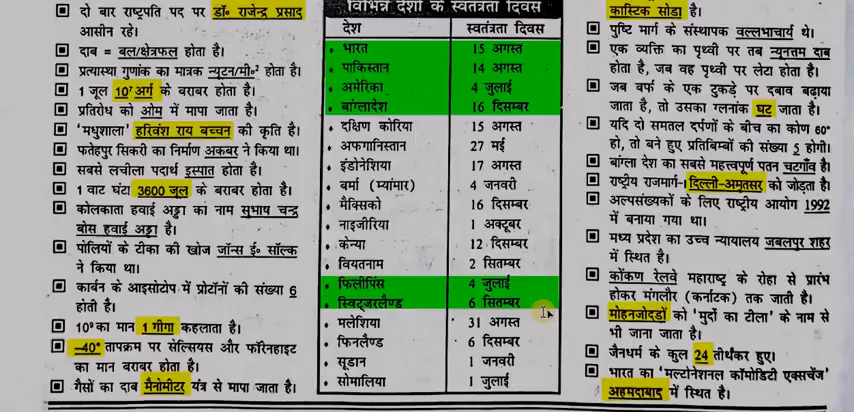 दो बार राष्ट्रपति पद पर डॉ० राजेन्द्र प्रसाद
आसीन रहे।
दाब = बल/क्षेत्रफल होता है।
प्रत्यास्था गुणांक का मात्रक न्यूटन/मी०² होता है।
1 जूल 10⁷ अर्ग के बराबर होता है।
प्रतिरोध को ओम में मापा जाता है।
'मधुशाला' हरिवंश राय बच्चन की कृति है।
फतेहपुर सिकरी का निर्माण अकबर ने किया था।
सबसे लचीला पदार्थ इस्पात होता है।
1 वाट घंटा 3600 जूल के बराबर होता है।
कोलकाता हवाई अड्डा का नाम सुभाष चन्द्र
बोस हवाई अड्डा है।
पोलियों के टीका की खोज जॉन्स ई० सॉल्क
ने किया था।
कार्बन के आइसोटोप में प्रोटॉनों की संख्या 6
होती है।
10⁹ का मान 1 गीगा कहलाता है।
–40° तापक्रम पर सेल्सियस और फॉरेनहाइट
का मान बराबर होता है।
गैसों का दाब मैनोमीटर यंत्र से मापा जाता है।
विभिन्न देशों के स्वतंत्रता दिवस
देश स्वतंत्रता दिवस
भारत 15 अगस्त
पाकिस्तान 14 अगस्त
अमेरिका 4 जुलाई
बांग्लादेश 16 दिसम्बर
दक्षिण कोरिया 15 अगस्त
अफगानिस्तान 27 मई
इंडोनेशिया 17 अगस्त
बर्मा (म्यांमार) 4 जनवरी
मैक्सिको 16 दिसम्बर
नाइजीरिया 1 अक्टूबर
केन्या 12 दिसम्बर
वियतनाम 2 सितम्बर
फिलीपिंस 4 जुलाई
स्विट्जरलैण्ड 6 सितम्बर
मलेशिया 31 अगस्त
फिनलैण्ड 6 दिसम्बर
सूडान 1 जनवरी
सोमालिया 1 जुलाई
कास्टिक सोडा है।
पुष्टि मार्ग के संस्थापक वल्लभाचार्य थे।
एक व्यक्ति का पृथ्वी पर तब न्यूनतम दाब
होता है, जब वह पृथ्वी पर लेटा होता है।
जब बर्फ के एक टुकड़े पर दबाव बढ़ाया
जाता है, तो उसका गलनांक घट जाता है।
यदि दो समतल दर्पणों के बीच का कोण 60°
हो, तो बने हुए प्रतिबिम्बों की संख्या 5 होगी।
बांगला देश का सबसे महत्त्वपूर्ण पतन चटगाँव है।
राष्ट्रीय राजमार्ग-1 दिल्ली-अमृतसर को जोड़ता है।
अल्पसंख्यकों के लिए राष्ट्रीय आयोग 1992
में बनाया गया था।
मध्य प्रदेश का उच्च न्यायालय जबलपुर शहर
में स्थित है।
कोंकण रेलवे महाराष्ट्र के रोहा से प्रारंभ
होकर मंगलौर (कर्नाटक) तक जाती है।
मोहनजोदड़ों को 'मुर्दो का टीला' के नाम से
भी जाना जाता है।
जैनधर्म के कुल 24 तीर्थंकर हुए।
भारत का 'मल्टीनेशनल कॉमोडिटी एक्सचेंज'
अहमदाबाद में स्थित है।